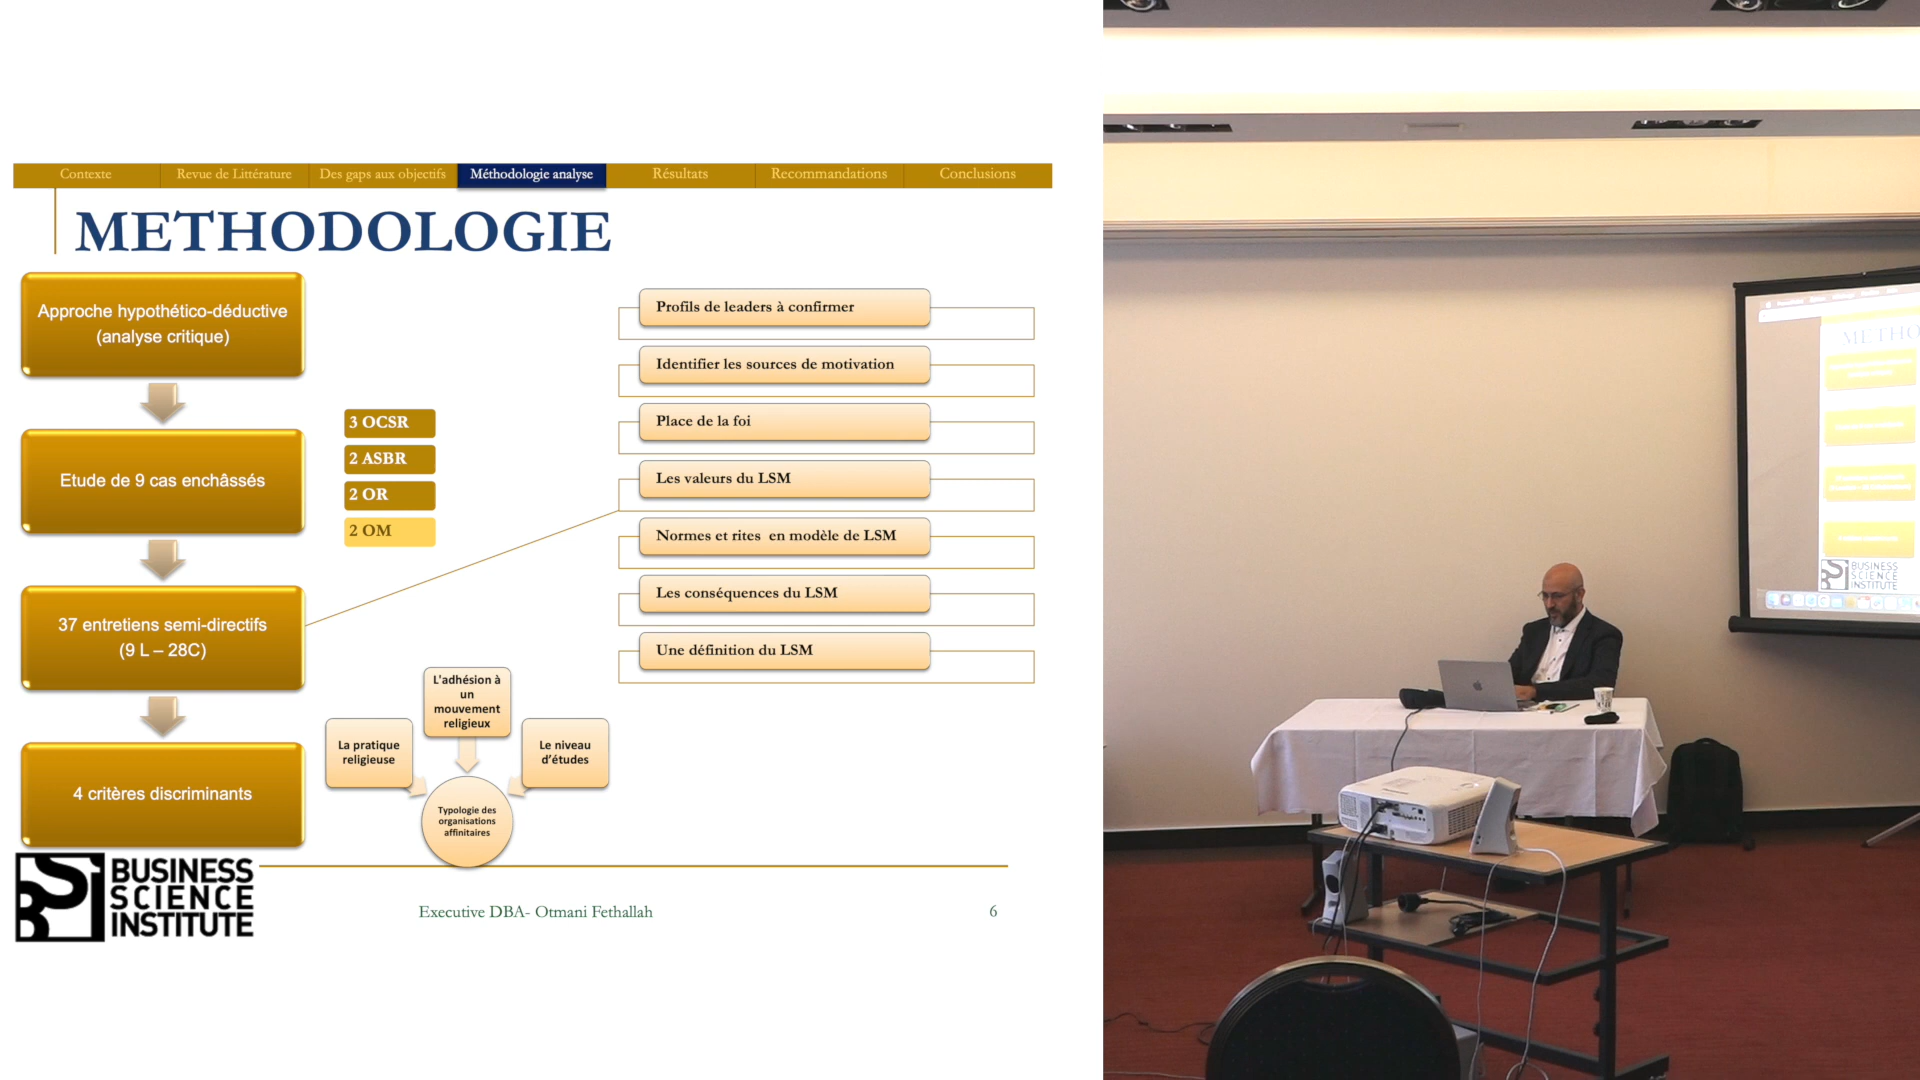 Contexte
Revue de Littérature
Des gaps aux objectifs
Méthodologie analyse
Résultats
Recommandations
Conclusions
METHODOLOGIE
Approche hypothético-déductive
(analyse critique)
Etude de 9 cas enchâssés
37 entretiens semi-directifs
(9 L – 28C)
4 critères discriminants
3 OCSR
2 ASBR
2 OR
2 OM
L'adhésion à
un
mouvement
religieux
La pratique
religieuse
Le niveau
d'études
Typologie des
organisations
affinitaires
Profils de leaders à confirmer
Identifier les sources de motivation
Place de la foi
Les valeurs du LSM
Normes et rites en modèle de LSM
Les conséquences du LSM
Une définition du LSM
BUSINESS
SCIENCE
INSTITUTE
Executive DBA- Otmani Fethallah
6
METHO
BUSINESS
SCIENCE
INSTITUTE